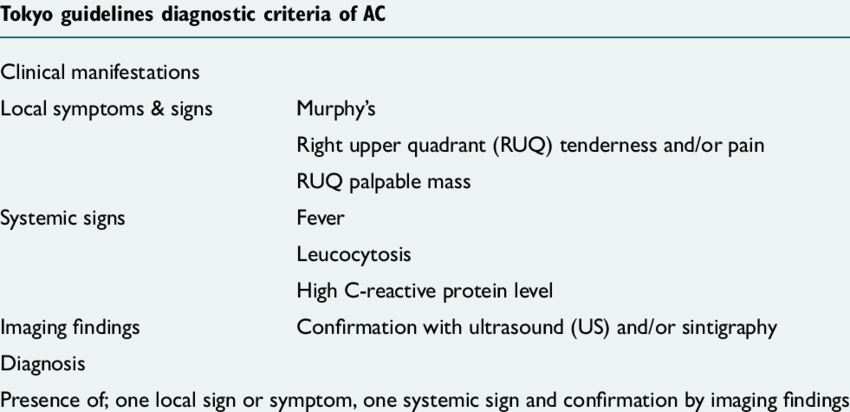 Tokyo guidelines diagnostic criteria of AC
Clinical manifestations
Local symptoms & signs Murphy's
Right upper quadrant (RUQ) tenderness and/or pain
RUQ palpable mass
Systemic signs Fever
Leucocytosis
High C-reactive protein level
Imaging findings Confirmation with ultrasound (US) and/or sintigraphy
Diagnosis
Presence of; one local sign or symptom, one systemic sign and confirmation by imaging findings